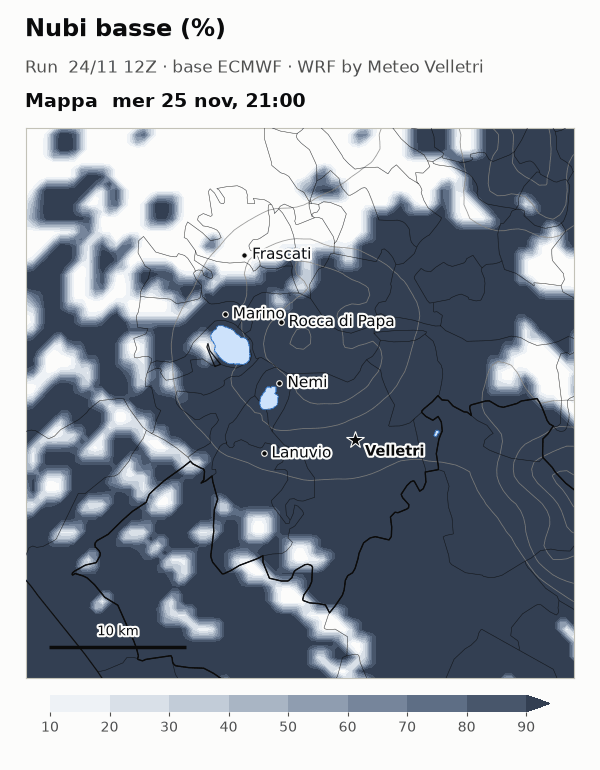 Nubi basse (%)
Run  24/11 12Z · base ECMWF · WRF by Meteo Velletri
Mappa  mer 25 nov, 21:00
Frascati
Marino
Rocca di Papa
Nemi
Velletri
Lanuvio
10 km
10 20 30 40 50 60 70 80 90